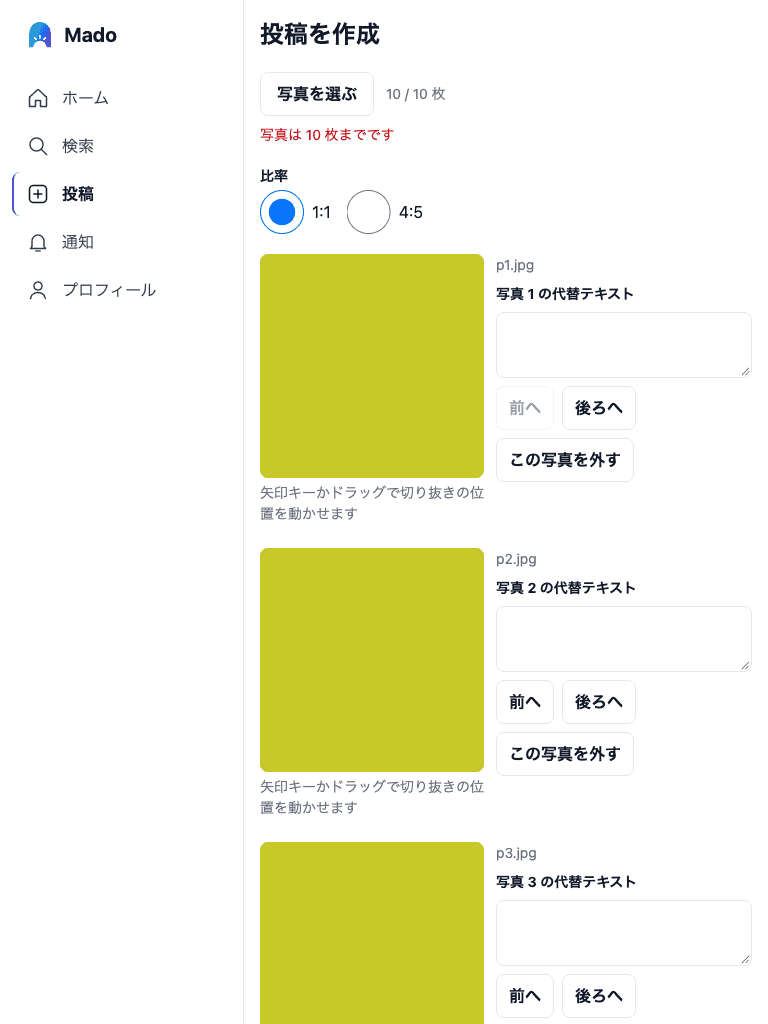 Mado
ホーム
検索
投稿
通知
プロフィール
投稿を作成
写真を選ぶ
10 / 10 枚
写真は 10 枚までです
比率
1:1
4:5
p1.jpg
写真 1 の代替テキスト
前へ
後ろへ
この写真を外す
矢印キーかドラッグで切り抜きの位
置を動かせます
p2.jpg
写真 2 の代替テキスト
前へ
後ろへ
この写真を外す
矢印キーかドラッグで切り抜きの位
置を動かせます
p3.jpg
写真 3 の代替テキスト
前へ
後ろへ